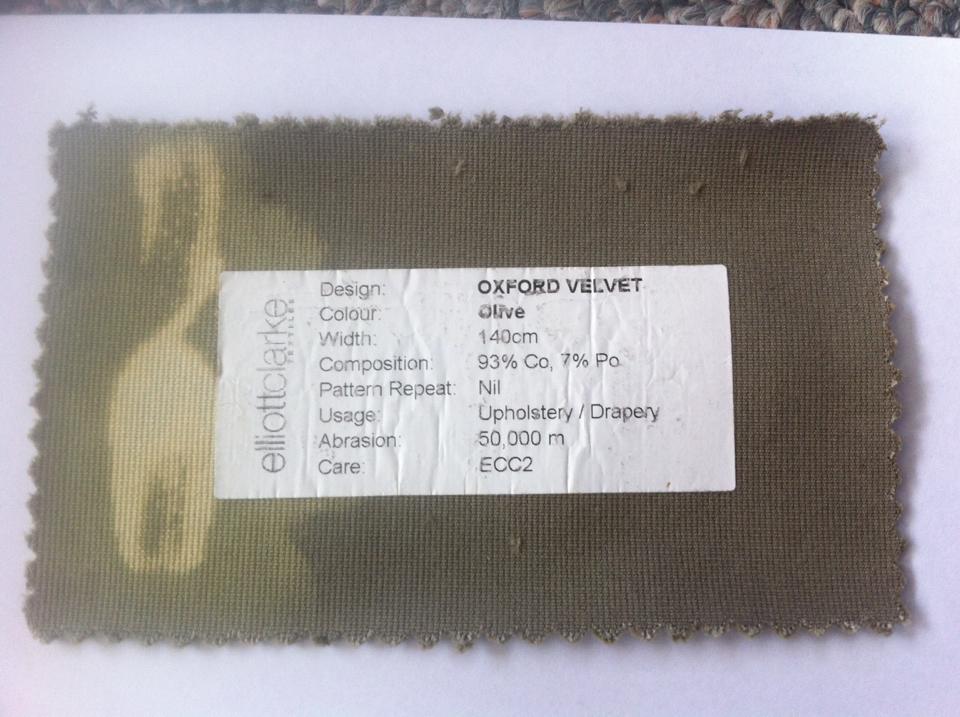 elliottclarke
TEXTILES
Design: OXFORD VELVET
Colour: Olive
Width: 140cm
Composition: 93% Co, 7% Po
Pattern Repeat: Nil
Usage: Upholstery / Drapery
Abrasion: 50,000 m
Care: ECC2